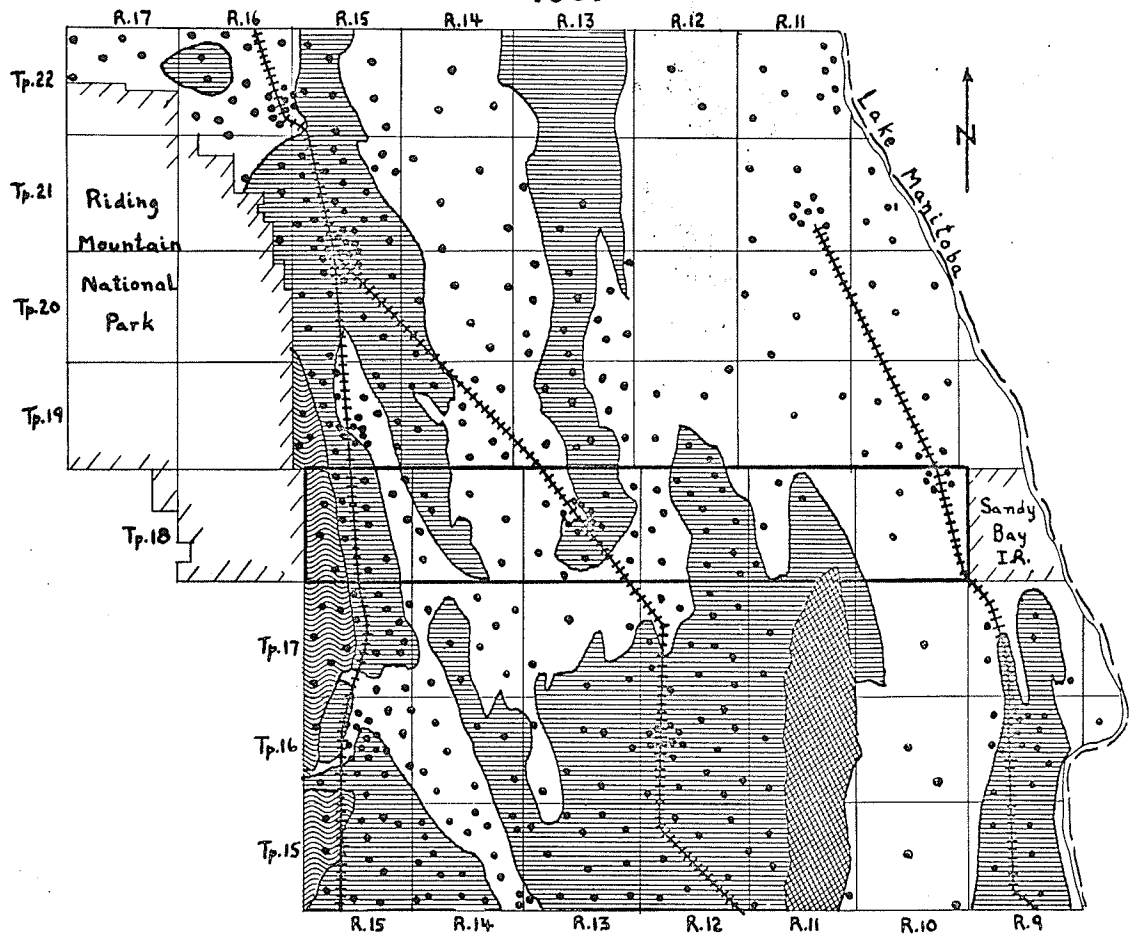 R.17 R.16 R.15 R.14 R.13 R.12 R.11
Tp.22
Lake Manitoba
N
Tp.21
Riding
Mountain
National
Park
Tp.20
Tp.19
Tp.18
Sandy
Bay
I.R.
Tp.17
Tp.16
Tp.15
R.15 R.14 R.13 R.12 R.11 R.10 R.9